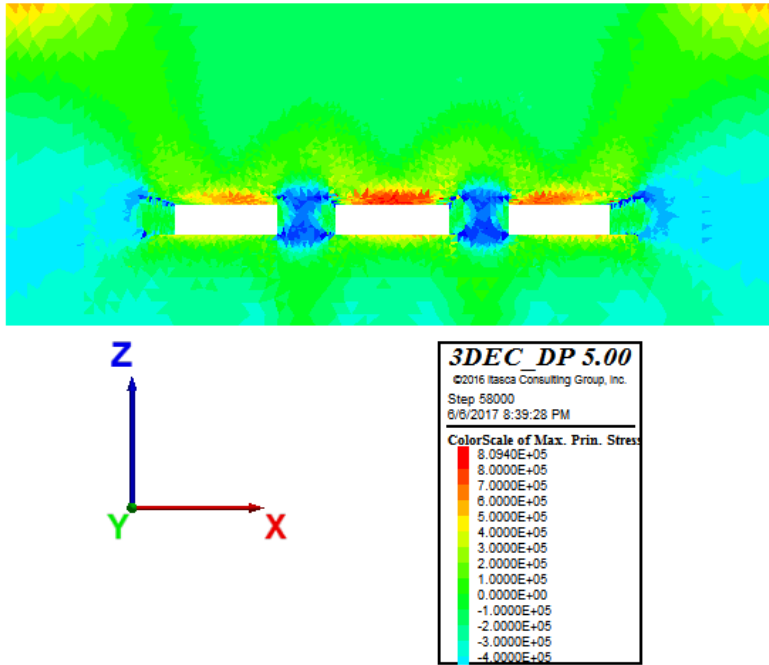 Z
Y
X
3DEC_DP 5.00
©2016 Itasca Consulting Group, Inc.
Step 58000
6/6/2017 8:39:28 PM
ColorScale of Max. Prin. Stress
8.0940E+05
8.0000E+05
7.0000E+05
6.0000E+05
5.0000E+05
4.0000E+05
3.0000E+05
2.0000E+05
1.0000E+05
0.0000E+00
-1.0000E+05
-2.0000E+05
-3.0000E+05
-4.0000E+05